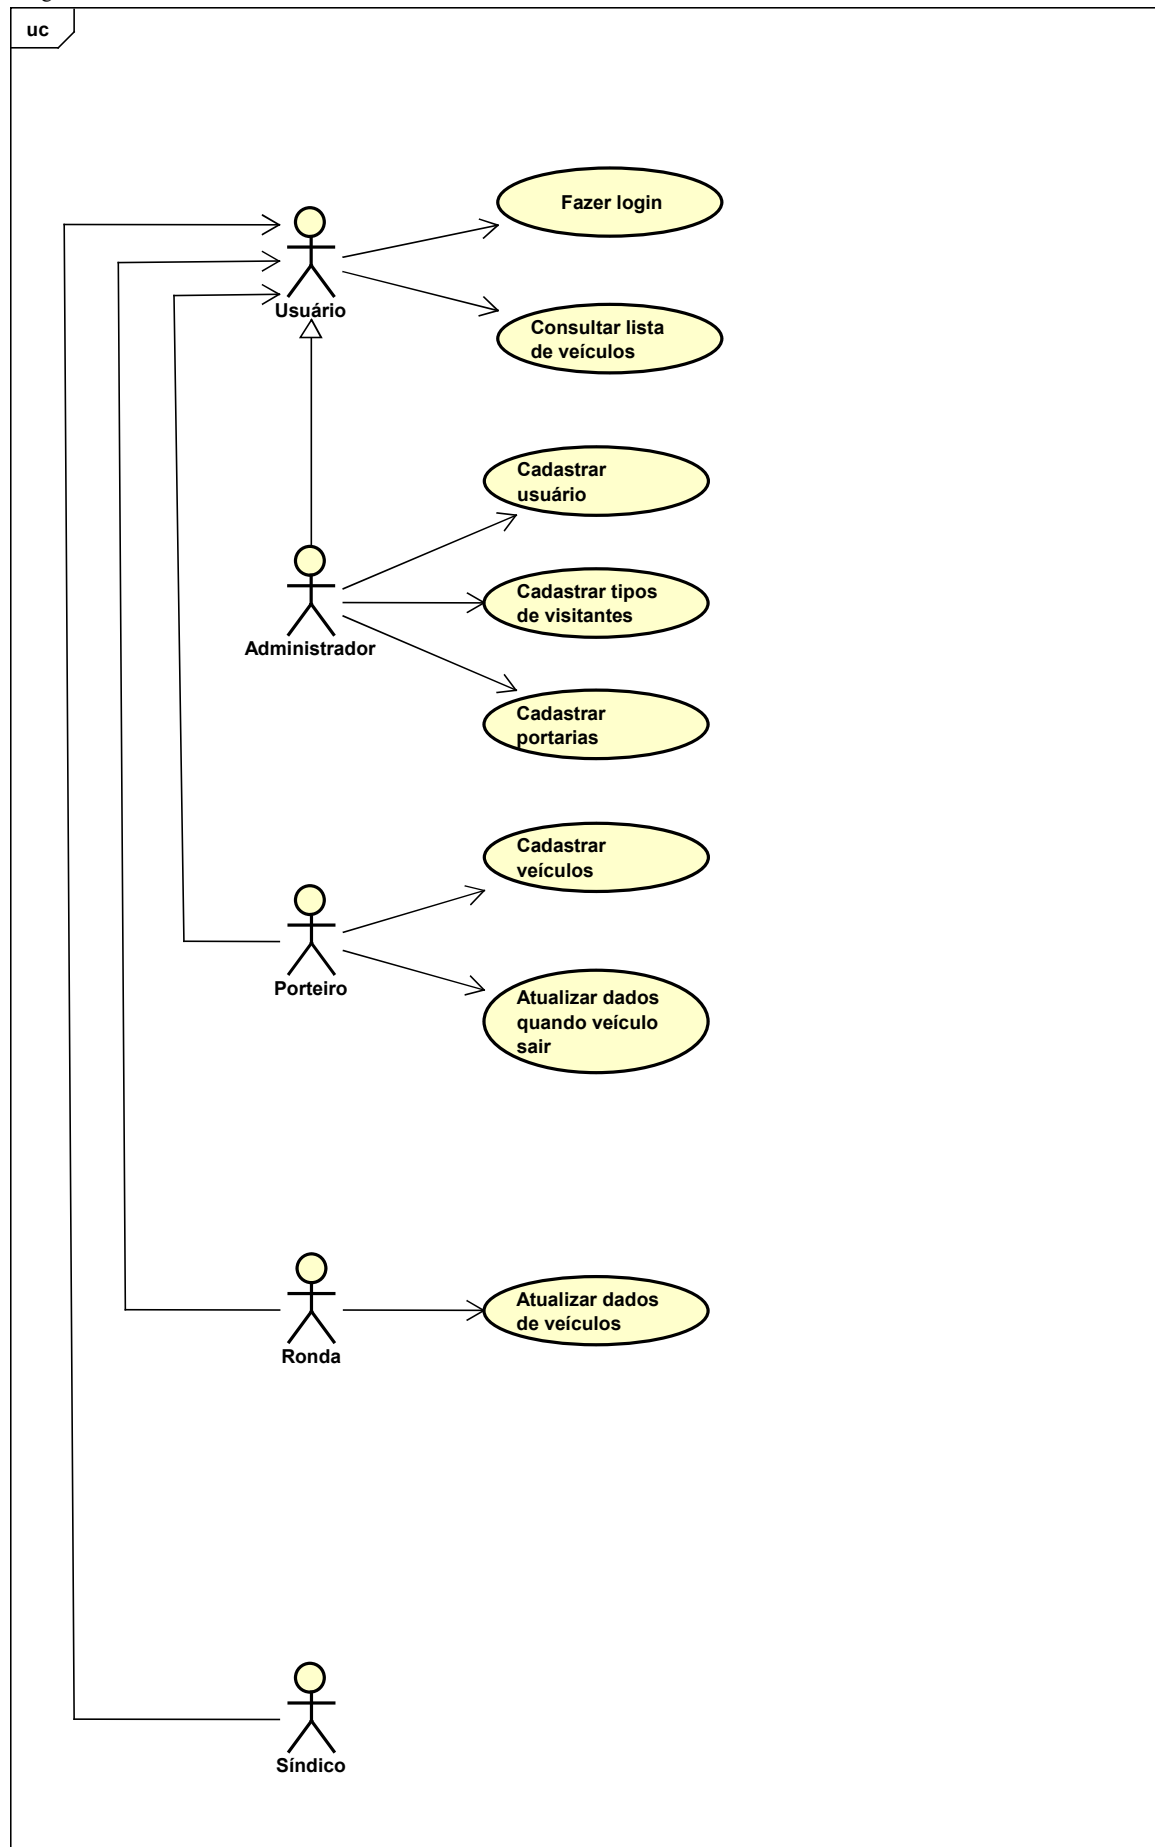 uc
Fazer login
Usuário
Consultar lista
de veículos
Cadastrar
usuário
Cadastrar tipos
de visitantes
Administrador
Cadastrar
portarias
Cadastrar
veículos
Porteiro
Atualizar dados
quando veículo
sair
Atualizar dados
de veículos
Ronda
Síndico